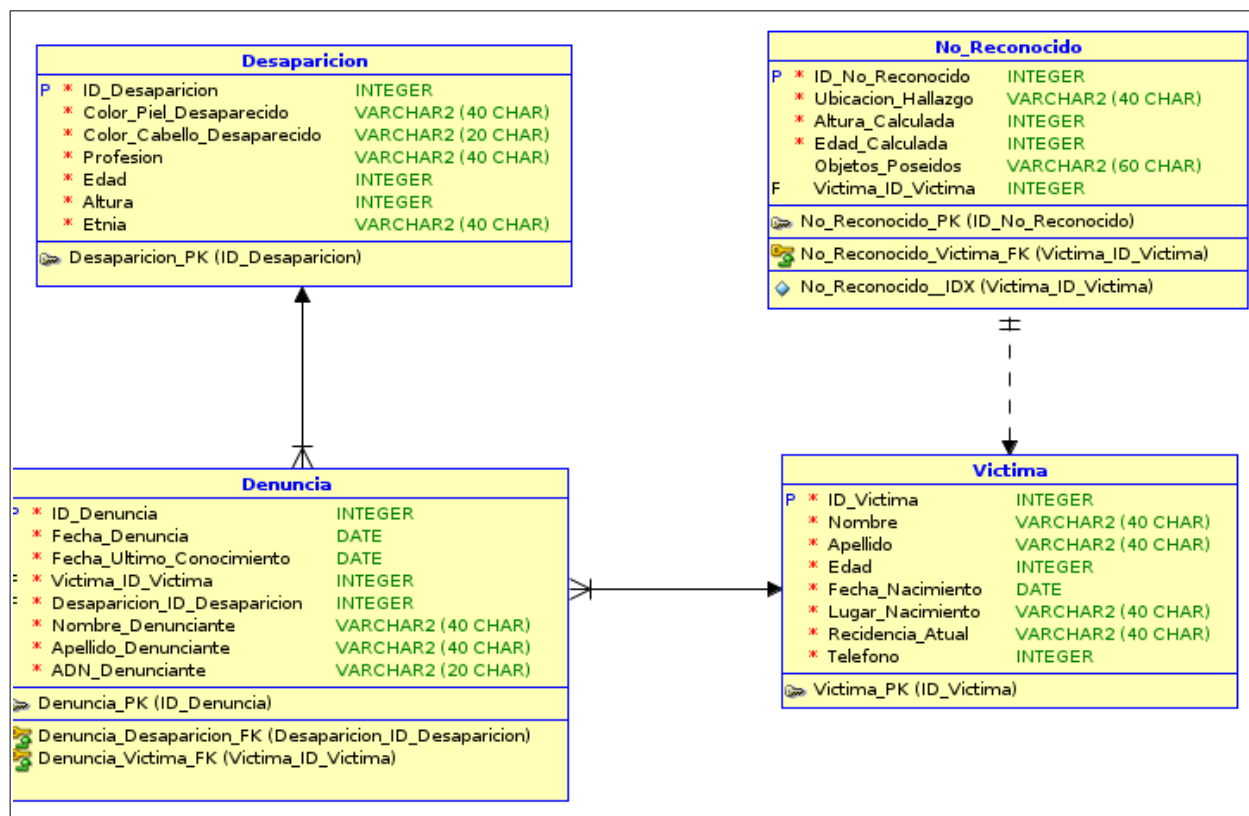 Desaparicion
P * ID_Desaparicion INTEGER
* Color_Piel_Desaparecido VARCHAR2 (40 CHAR)
* Color_Cabello_Desaparecido VARCHAR2 (20 CHAR)
* Profesion VARCHAR2 (40 CHAR)
* Edad INTEGER
* Altura INTEGER
* Etnia VARCHAR2 (40 CHAR)
Desaparicion_PK (ID_Desaparicion)
No_Reconocido
P * ID_No_Reconocido INTEGER
* Ubicacion_Hallazgo VARCHAR2 (40 CHAR)
* Altura_Calculada INTEGER
* Edad_Calculada INTEGER
Objetos_Poseidos VARCHAR2 (60 CHAR)
F Victima_ID_Victima INTEGER
No_Reconocido_PK (ID_No_Reconocido)
No_Reconocido_Victima_FK (Victima_ID_Victima)
No_Reconocido__IDX (Victima_ID_Victima)
Denuncia
P * ID_Denuncia INTEGER
* Fecha_Denuncia DATE
* Fecha_Ultimo_Conocimiento DATE
F * Victima_ID_Victima INTEGER
F * Desaparicion_ID_Desaparicion INTEGER
* Nombre_Denunciante VARCHAR2 (40 CHAR)
* Apellido_Denunciante VARCHAR2 (40 CHAR)
* ADN_Denunciante VARCHAR2 (20 CHAR)
Denuncia_PK (ID_Denuncia)
Denuncia_Desaparicion_FK (Desaparicion_ID_Desaparicion)
Denuncia_Victima_FK (Victima_ID_Victima)
Victima
P * ID_Victima INTEGER
* Nombre VARCHAR2 (40 CHAR)
* Apellido VARCHAR2 (40 CHAR)
* Edad INTEGER
* Fecha_Nacimiento DATE
* Lugar_Nacimiento VARCHAR2 (40 CHAR)
* Recidencia_Atual VARCHAR2 (40 CHAR)
* Telefono INTEGER
Victima_PK (ID_Victima)